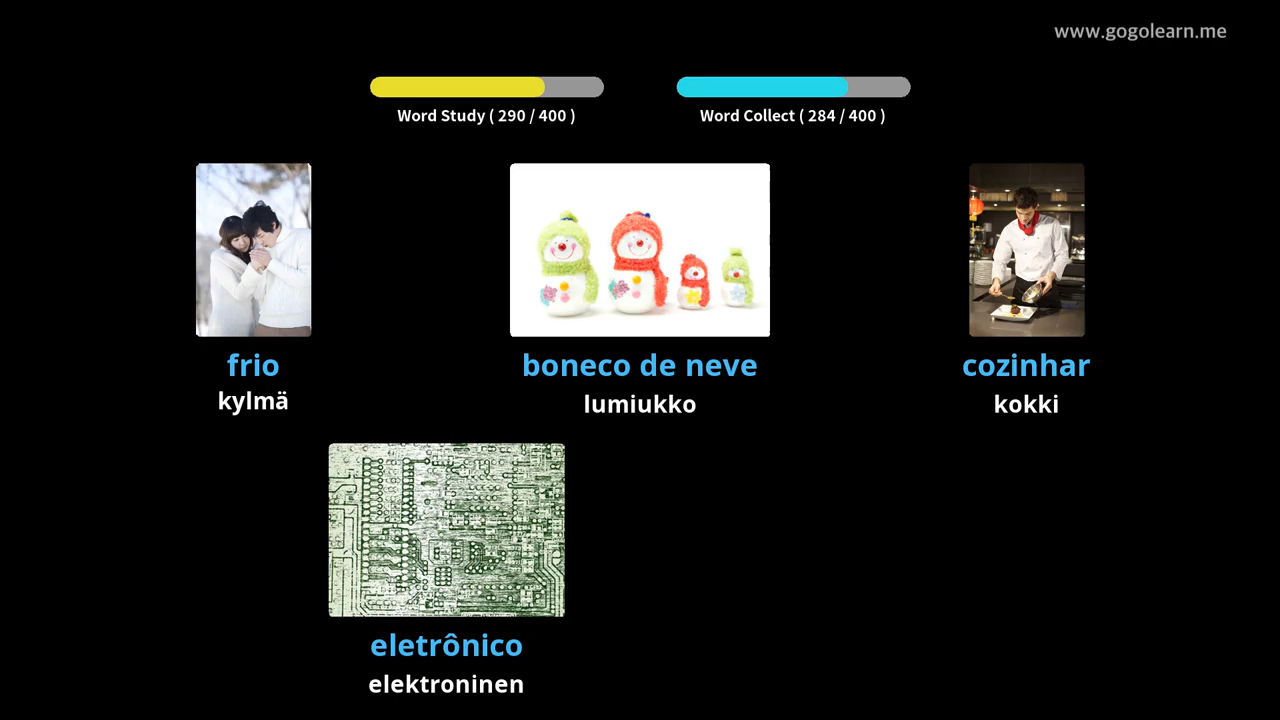 www.gogolearn.me
Word Study ( 290 / 400 )
Word Collect ( 284 / 400 )
frio
kylmä
boneco de neve
lumiukko
cozinhar
kokki
eletrônico
elektroninen